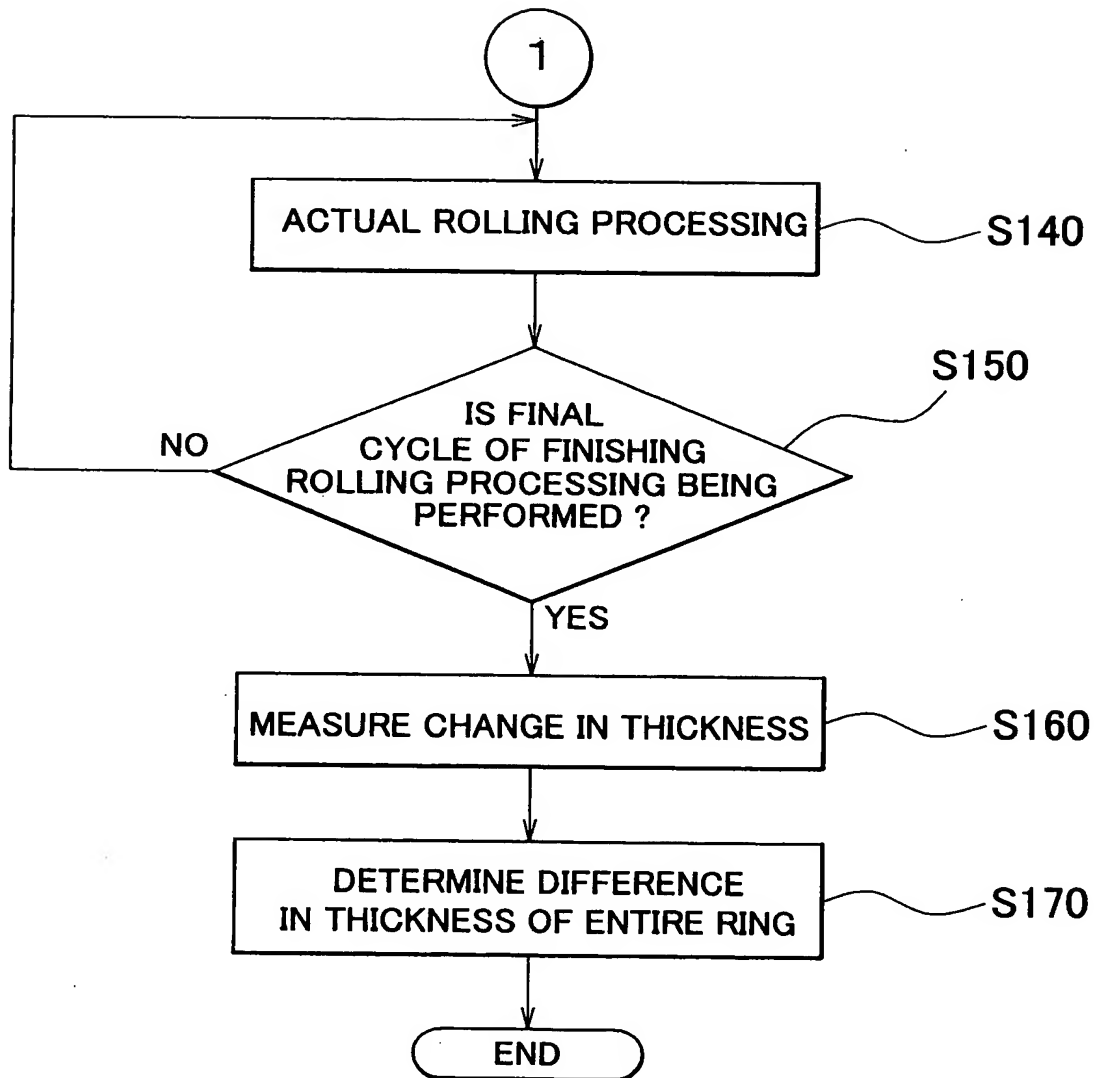 1
ACTUAL ROLLING PROCESSING
S140
S150
IS FINAL
CYCLE OF FINISHING
ROLLING PROCESSING BEING
PERFORMED ?
NO
YES
MEASURE CHANGE IN THICKNESS
S160
DETERMINE DIFFERENCE
IN THICKNESS OF ENTIRE RING
S170
END